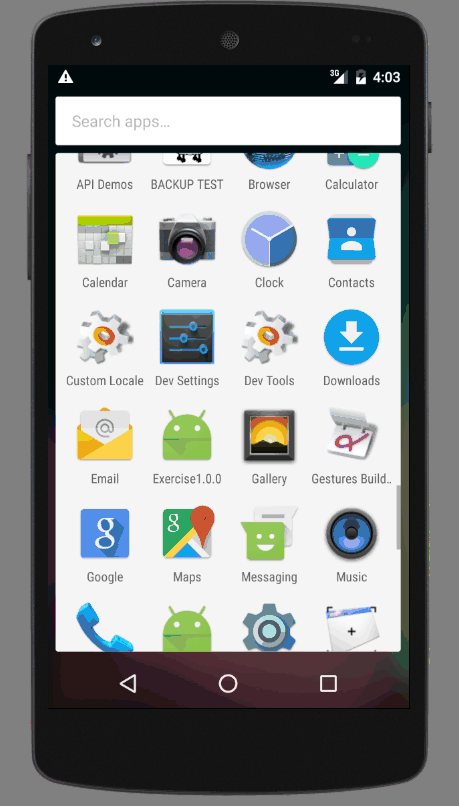 3G 4:03
Search apps...
API Demos BACKUP TEST Browser Calculator
Calendar Camera Clock Contacts
Custom Locale Dev Settings Dev Tools Downloads
@
Email Exercise1.0.0 Gallery Gestures Build..
g g
Google Maps Messaging Music